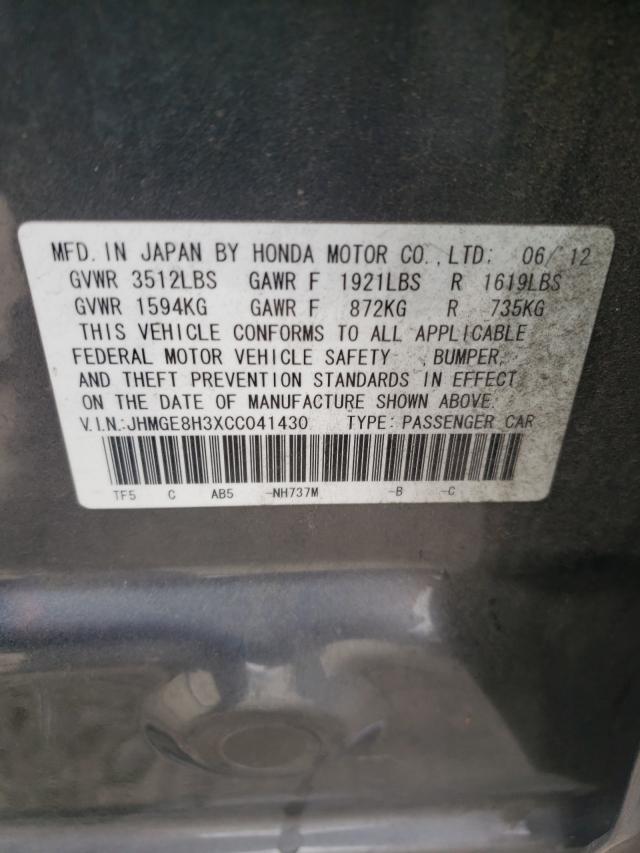 MFD. IN JAPAN BY HONDA MOTOR CO., LTD: 06/12
GVWR 3512LBS GAWR F 1921LBS R 1619LBS
GVWR 1594KG GAWR F 872KG R 735KG
THIS VEHICLE CONFORMS TO ALL APPLICABLE
FEDERAL MOTOR VEHICLE SAFETY ,BUMPER,
AND THEFT PREVENTION STANDARDS IN EFFECT
ON THE DATE OF MANUFACTURE SHOWN ABOVE.
V.I.N.:JHMGE8H3XCC041430 TYPE: PASSENGER CAR
TF5 C AB5 -NH737M -B -C